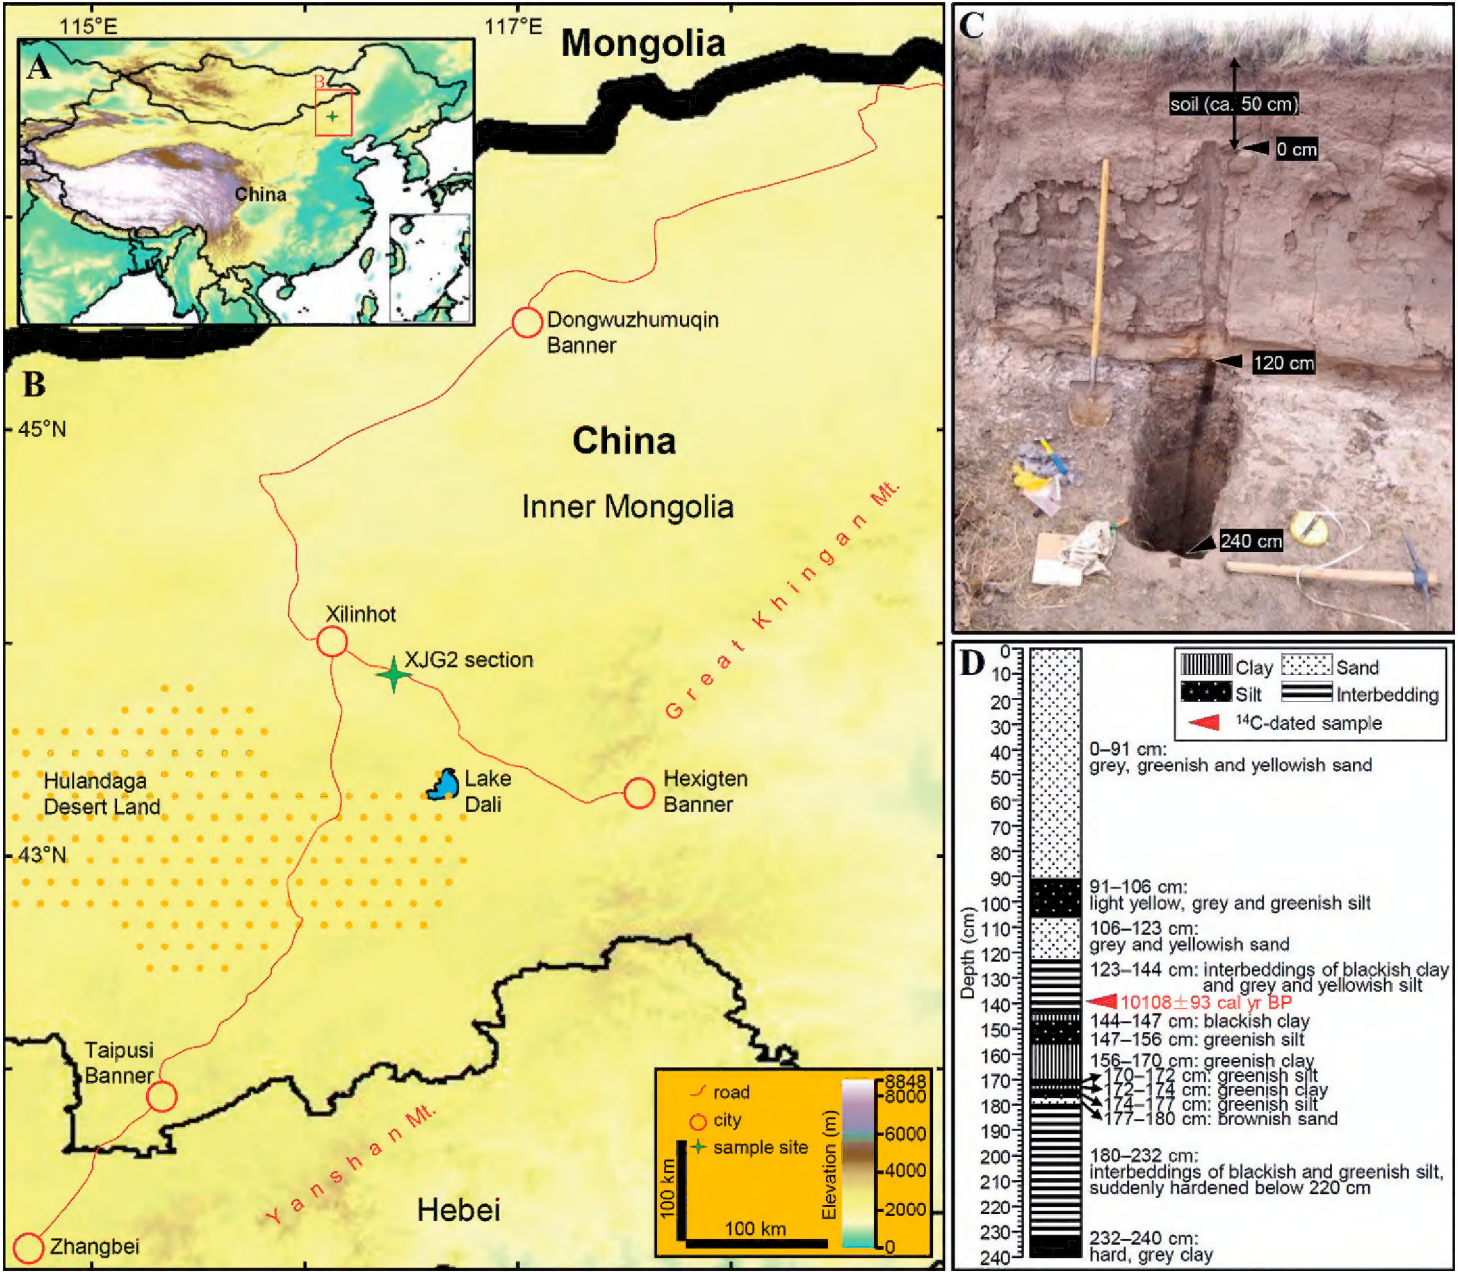 115°E
117°E
Mongolia
A
B
China
B
Dongwuzhumuqin
Banner
45°N
China
Inner Mongolia
Great Khingan Mt.
Xilinhot
XJG2 section
Hulandaga
Desert Land
Lake
Dali
Hexigten
Banner
43°N
Taipusi
Banner
Yanshan Mt.
Hebei
Zhangbei
road
city
sample site
100 km
100 km
Elevation (m)
8848
8000
6000
4000
2000
0
C
soil (ca. 50 cm)
0 cm
120 cm
240 cm
D
Clay
Sand
Silt
Interbedding
14C-dated sample
Depth (cm)
0
10
20
30
40
50
60
70
80
90
100
110
120
130
140
150
160
170
180
190
200
210
220
230
240
0–91 cm:
grey, greenish and yellowish sand
91–106 cm:
light yellow, grey and greenish silt
106–123 cm:
grey and yellowish sand
123–144 cm: interbeddings of blackish clay
and grey and yellowish silt
10108±93 cal yr BP
144–147 cm: blackish clay
147–156 cm: greenish silt
156–170 cm: greenish clay
170–172 cm: greenish silt
172–174 cm: greenish clay
174–177 cm: greenish silt
177–180 cm: brownish sand
180–232 cm:
interbeddings of blackish and greenish silt,
suddenly hardened below 220 cm
232–240 cm:
hard, grey clay